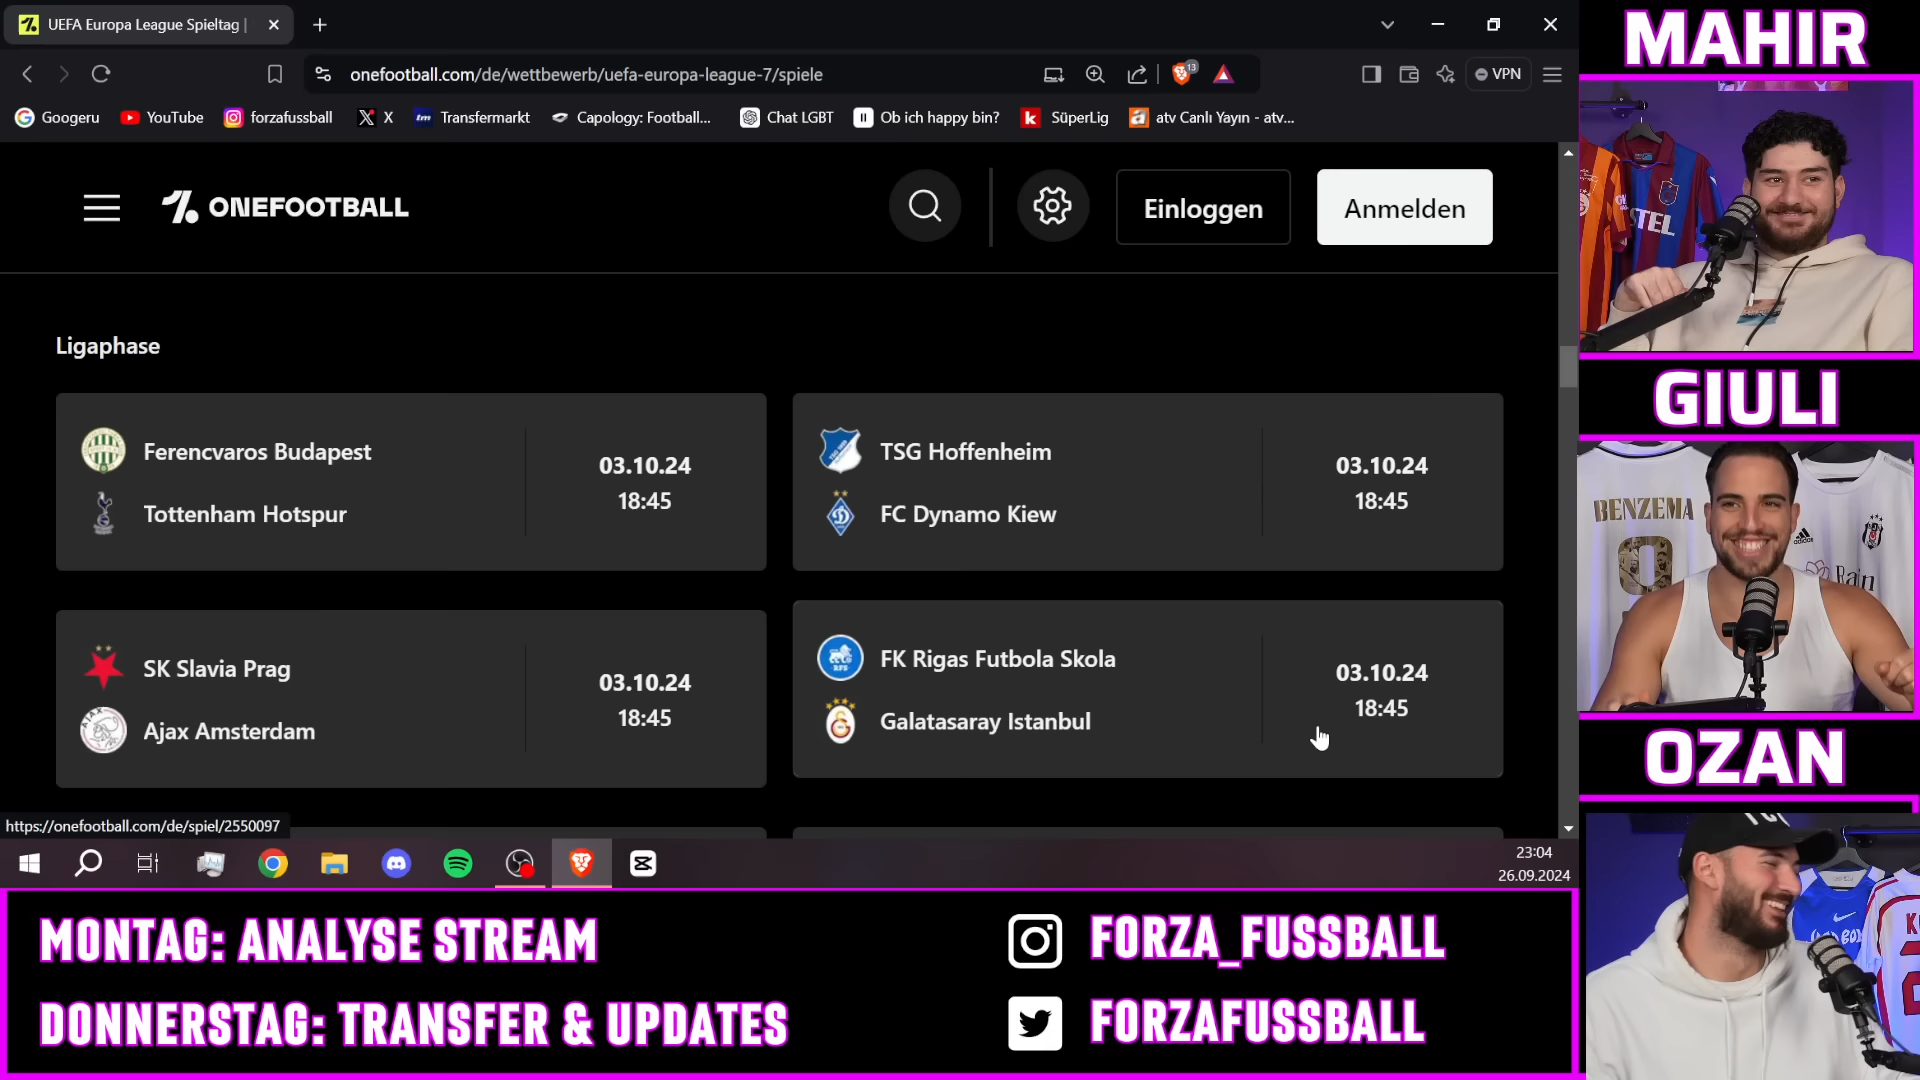 UEFA Europa League Spieltag |
onefootball.com/de/wettbewerb/uefa-europa-league-7/spiele
13
VPN
Googeru
YouTube
forzafussball
X
tm
Transfermarkt
Capology: Football...
Chat LGBT
Ob ich happy bin?
k
SüperLig
atv Canlı Yayın - atv...
ONEFOOTBALL
Einloggen
Anmelden
Ligaphase
Ferencvaros Budapest
Tottenham Hotspur
03.10.24
18:45
TSG Hoffenheim
FC Dynamo Kiew
03.10.24
18:45
SK Slavia Prag
Ajax Amsterdam
03.10.24
18:45
FK Rigas Futbola Skola
Galatasaray Istanbul
03.10.24
18:45
https://onefootball.com/de/spiel/2550097
23:04
26.09.2024
MAHIR
GIULI
BENZEMA
9
Rain
OZAN
MONTAG: ANALYSE STREAM
DONNERSTAG: TRANSFER & UPDATES
FORZA_FUSSBALL
FORZAFUSSBALL